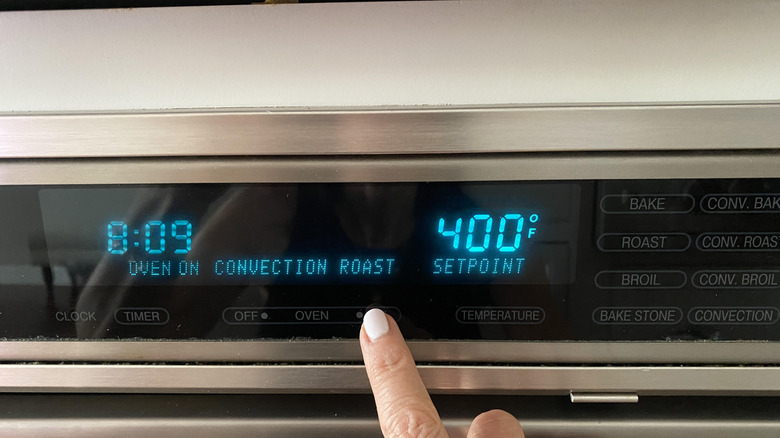 8:09 400°F
OVEN ON CONVECTION ROAST SETPOINT
BAKE CONV. BAK
ROAST CONV. ROAST
BROIL CONV. BROIL
CLOCK TIMER OFF OVEN TEMPERATURE BAKE STONE CONVECTION